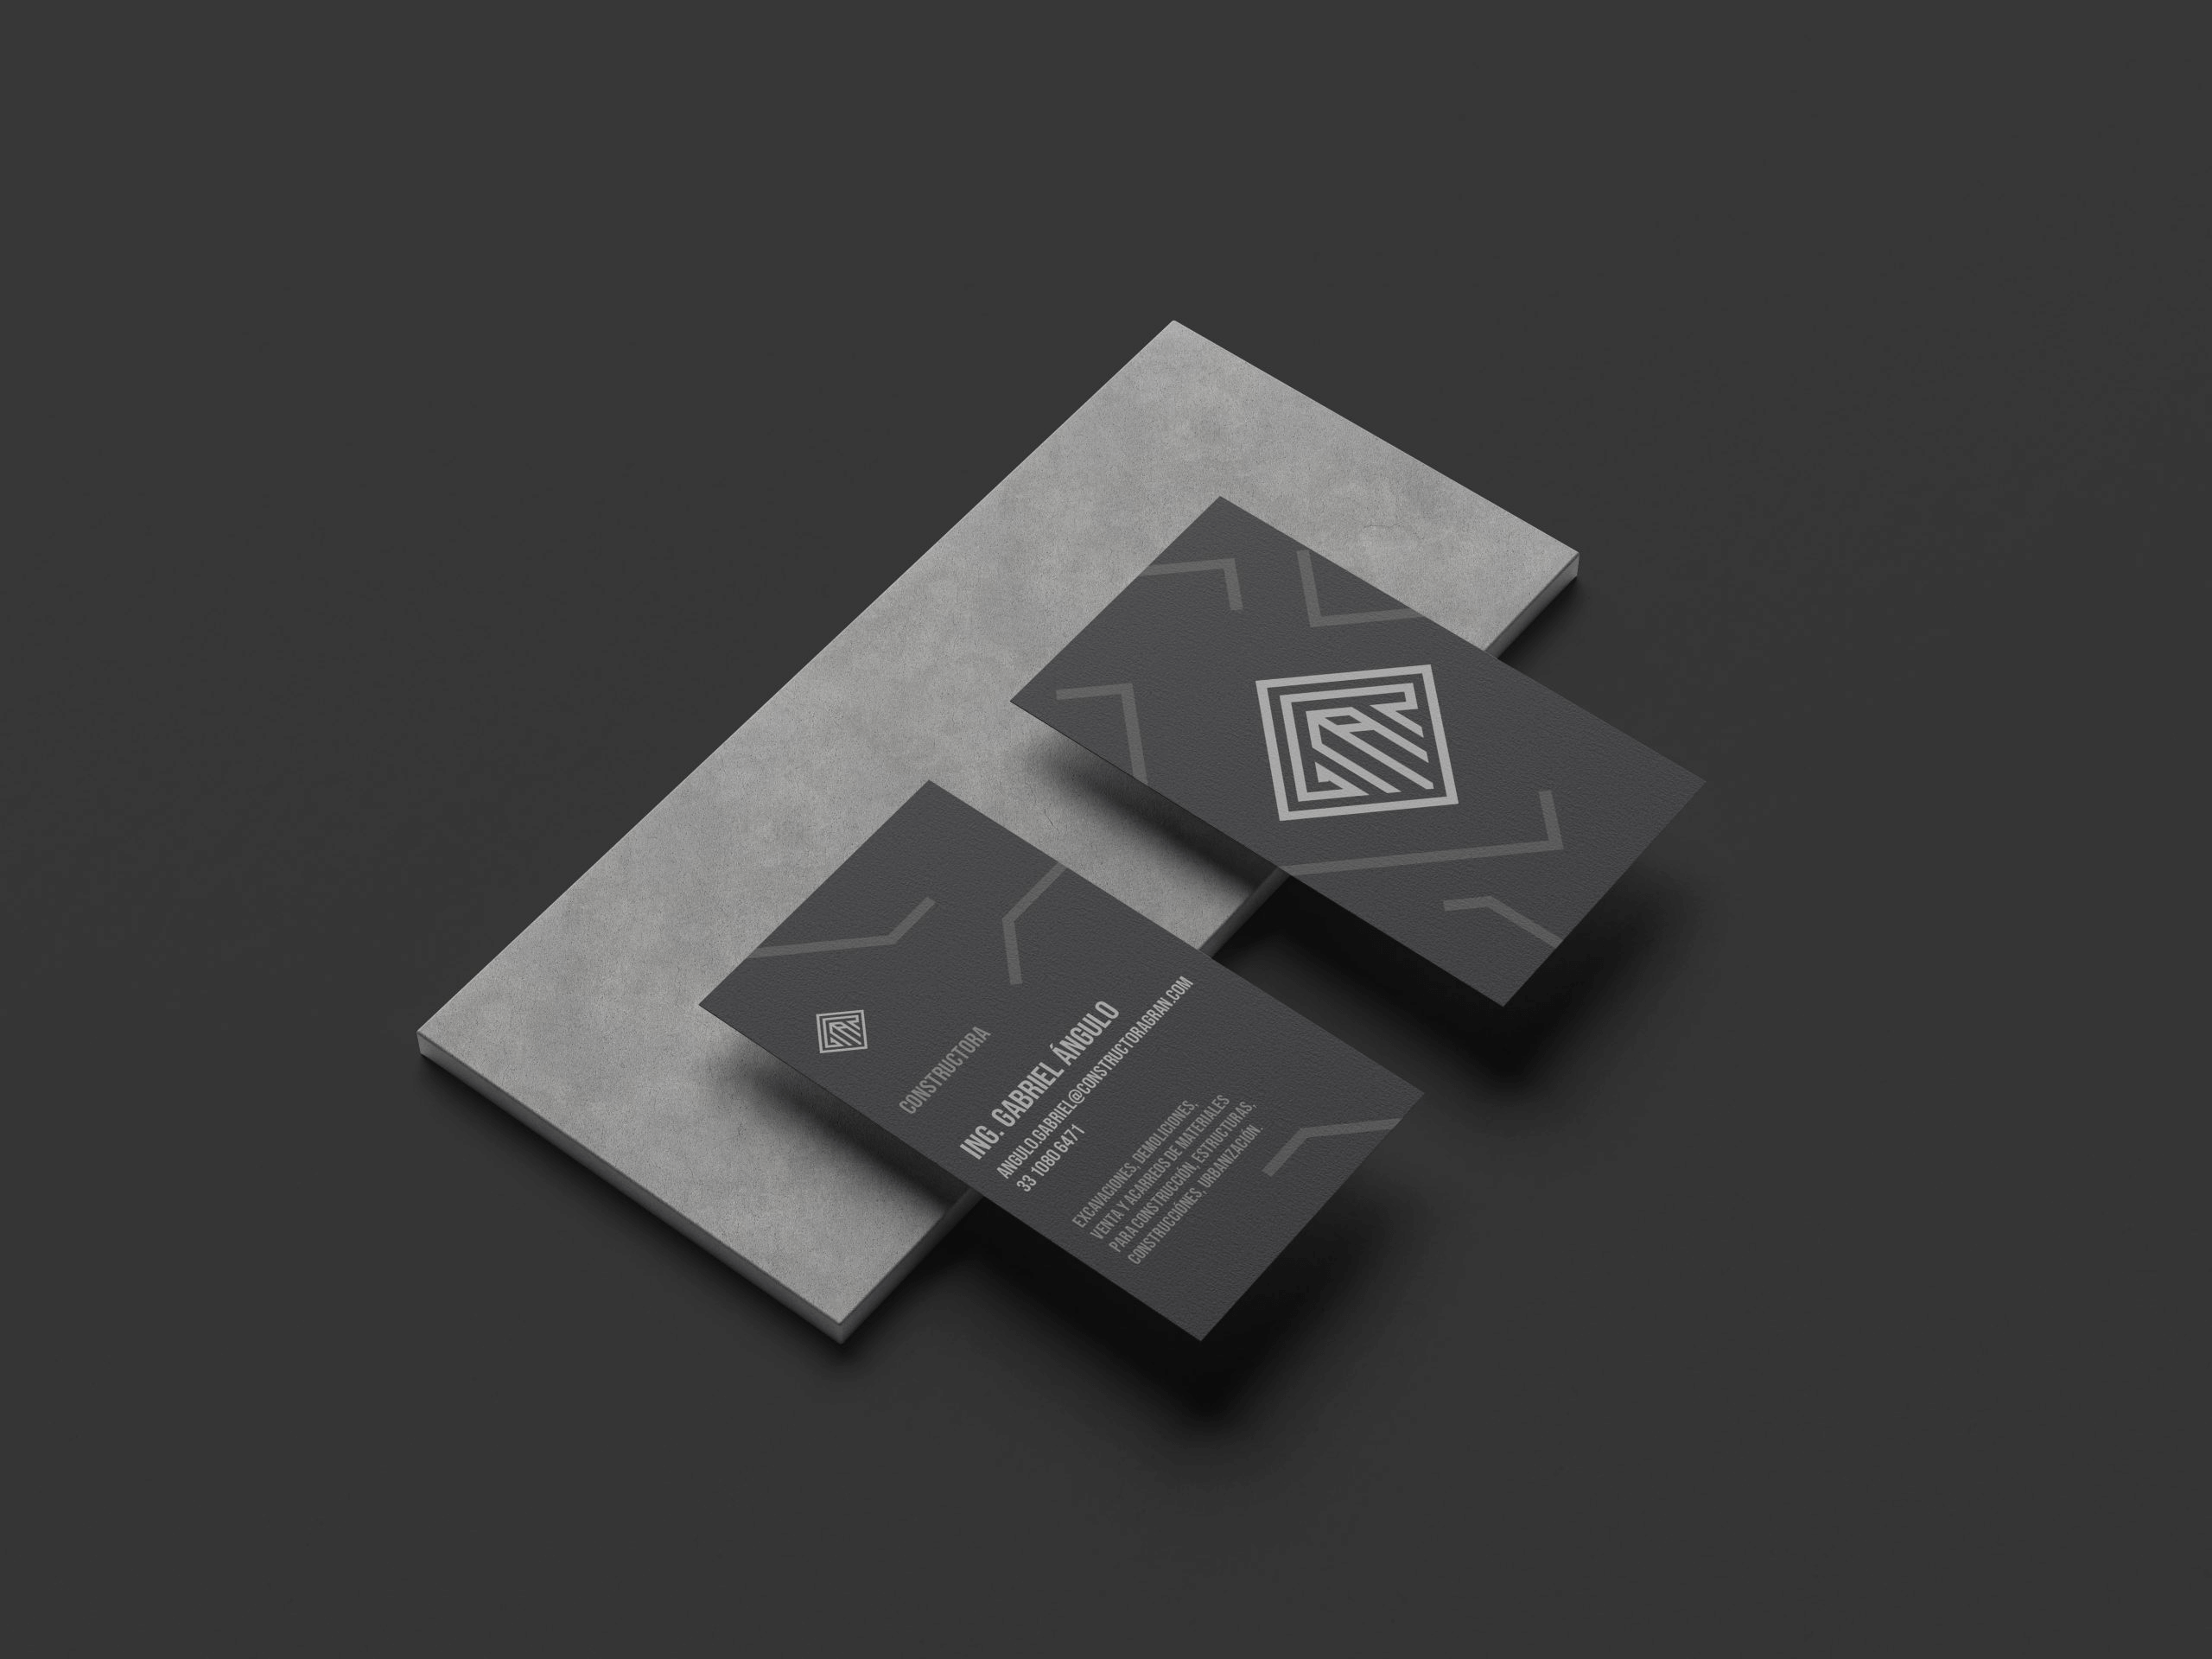 CONSTRUCTORA
ING. GABRIEL ÁNGULO
ANGULO.GABRIEL@CONSTRUCTORAGRAN.COM
33 1080 6471
EXCAVACIONES, DEMOLICIONES,
VENTA Y ACARREOS DE MATERIALES
PARA CONSTRUCCIÓN, ESTRUCTURAS,
CONSTRUCCIÓNES, URBANIZACIÓN.